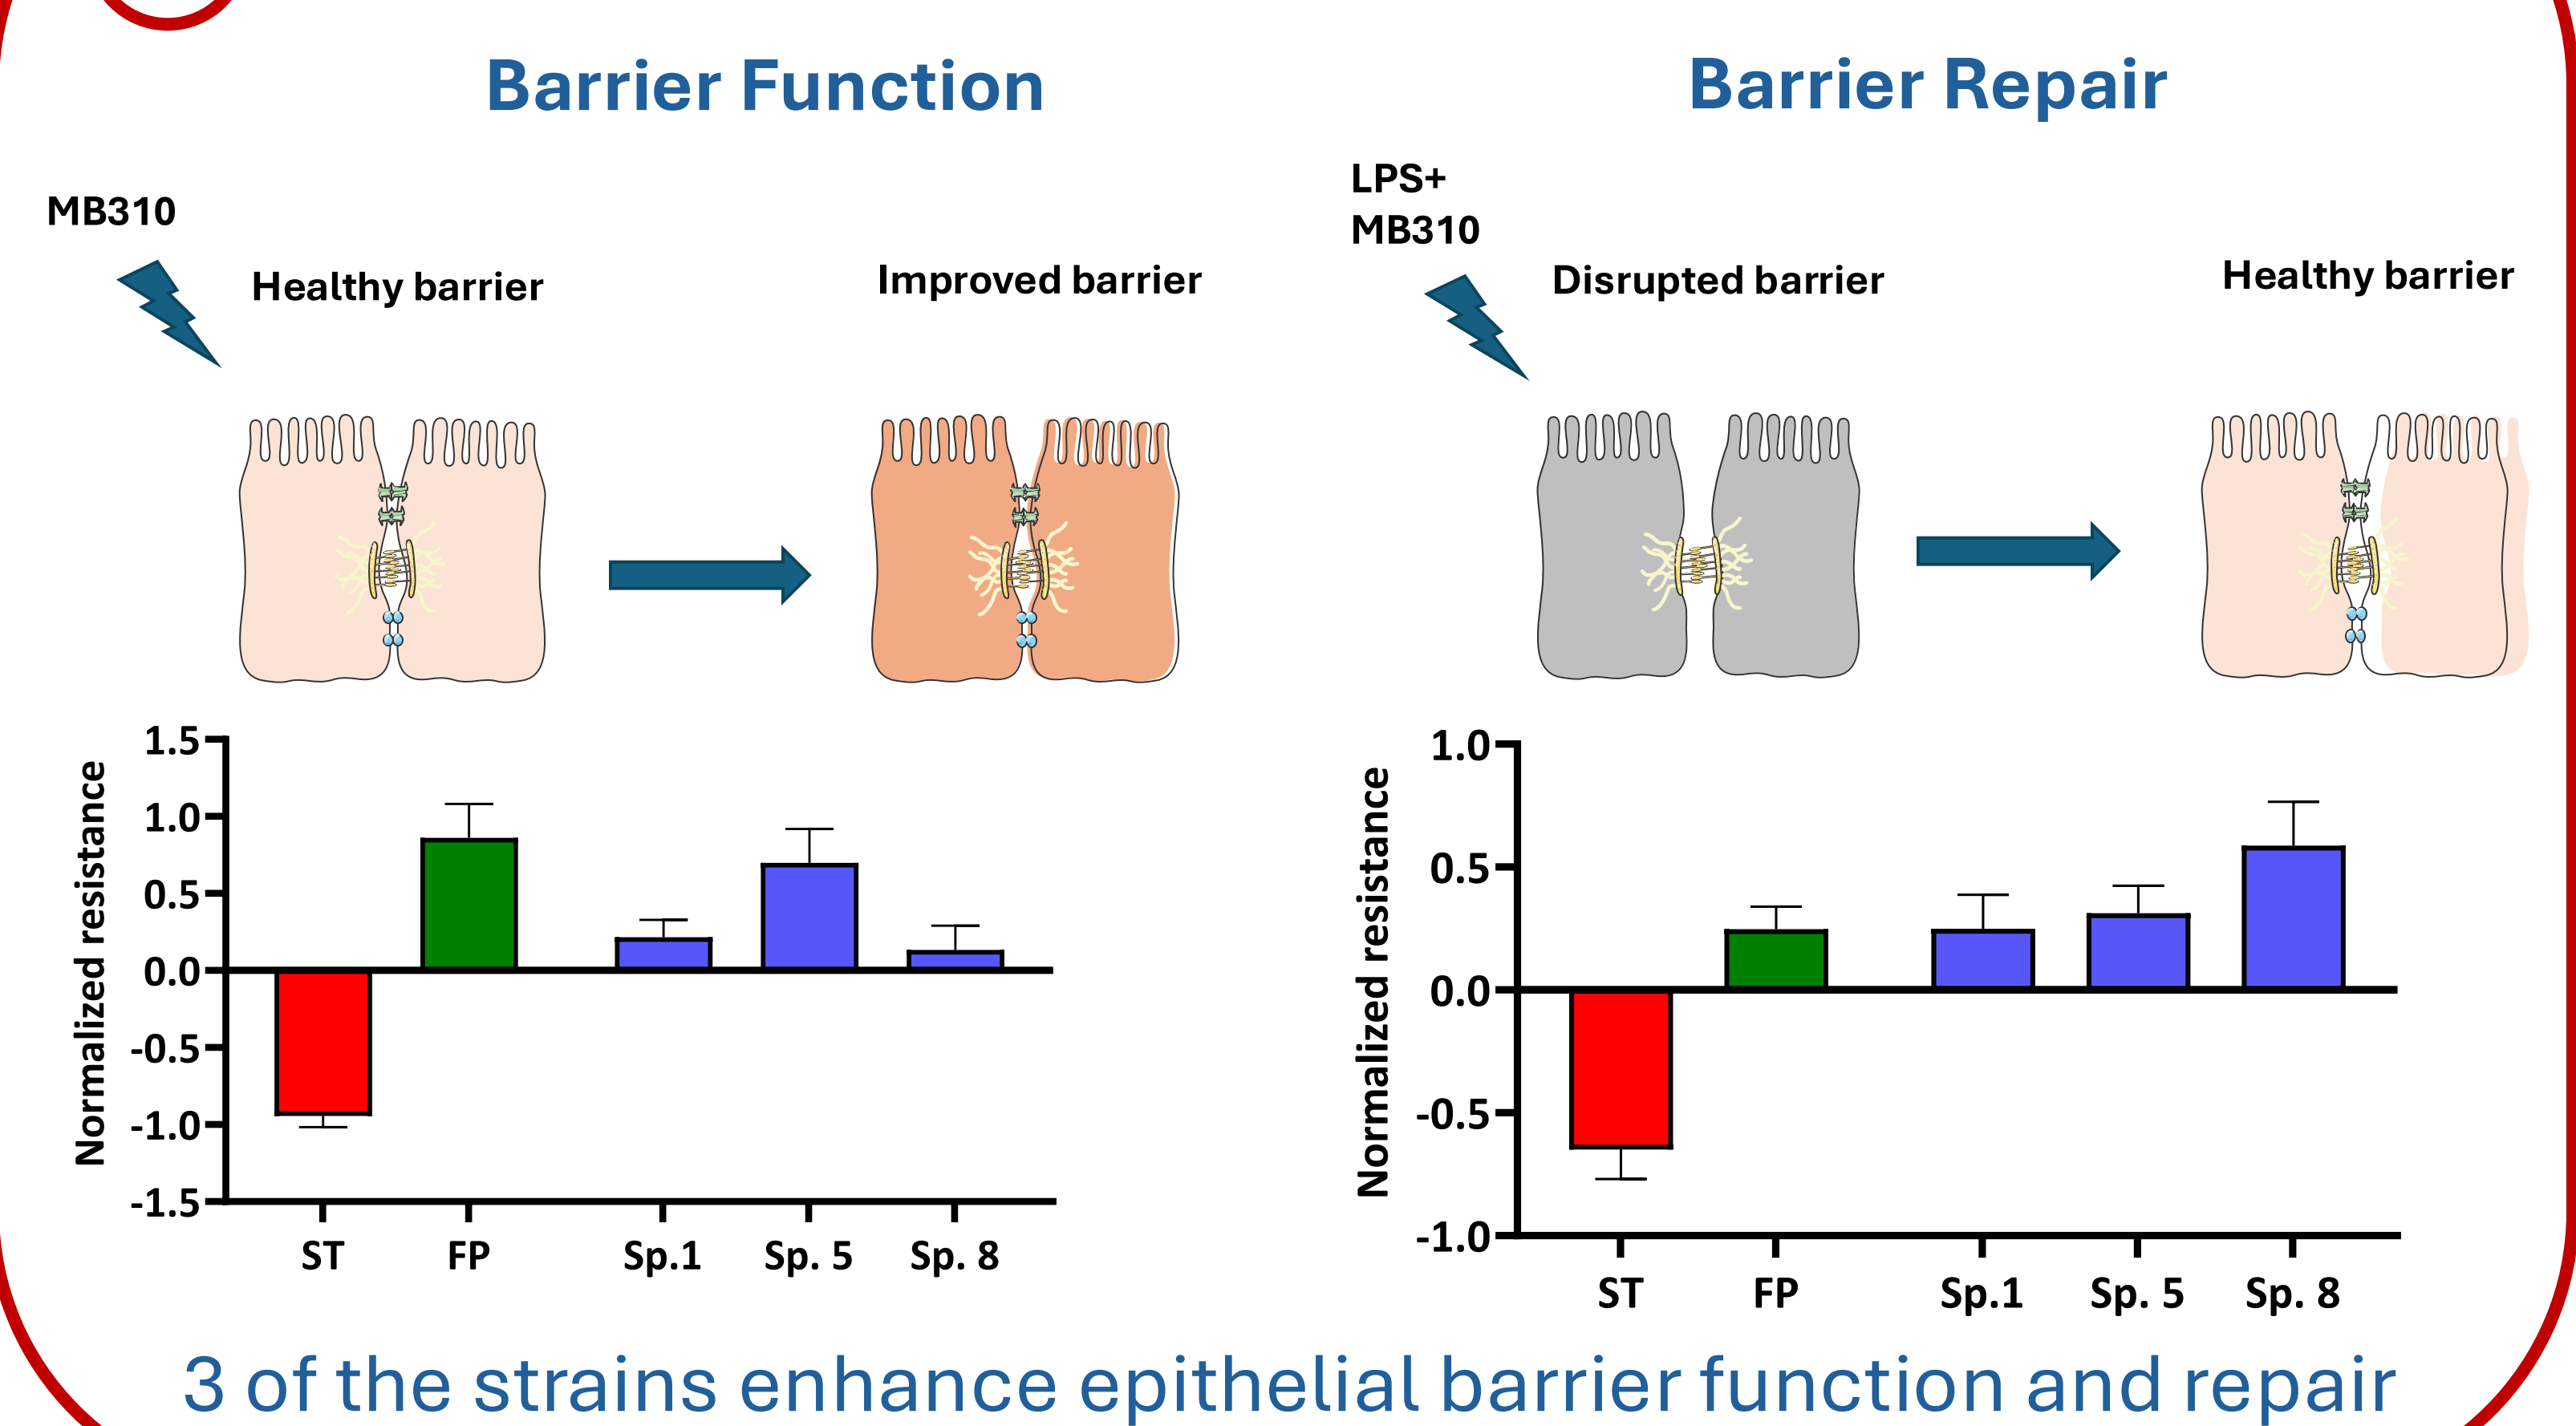 Barrier Function
MB310
Healthy barrier
Improved barrier
Normalized resistance
1.5
1.0
0.5
0.0
-0.5
-1.0
-1.5
ST FP Sp.1 Sp. 5 Sp. 8
Barrier Repair
LPS+
MB310
Disrupted barrier
Healthy barrier
Normalized resistance
1.0
0.5
0.0
-0.5
-1.0
ST FP Sp.1 Sp. 5 Sp. 8
3 of the strains enhance epithelial barrier function and repair